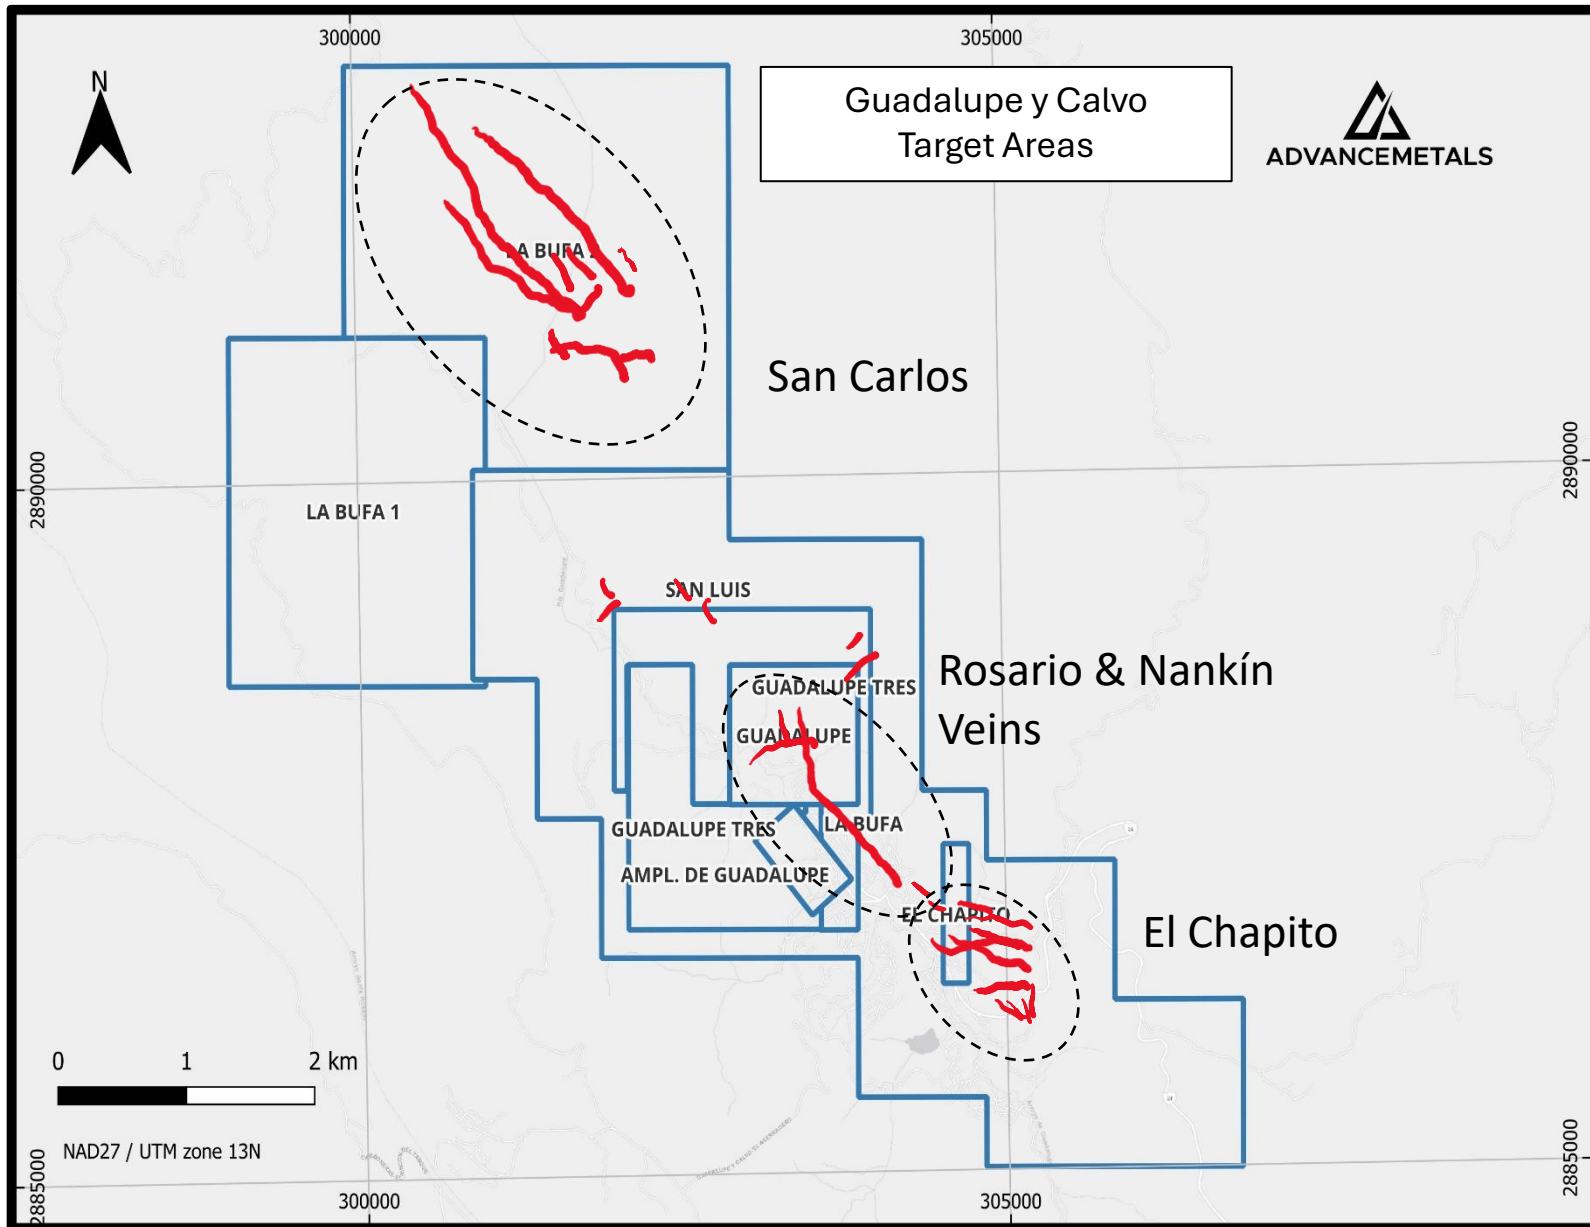 300000
305000
N
Guadalupe y Calvo
Target Areas
ADVANCEMETALS
LA BUFA
San Carlos
2890000
2890000
LA BUFA 1
SAN LUIS
Rosario & Nankín
Veins
GUADALUPE TRES
GUADALUPE
GUADALUPE TRES
LA BUFA
AMPL. DE GUADALUPE
EL CHAPITO
El Chapito
0 1 2 km
NAD27 / UTM zone 13N
2885000
2885000
300000
305000